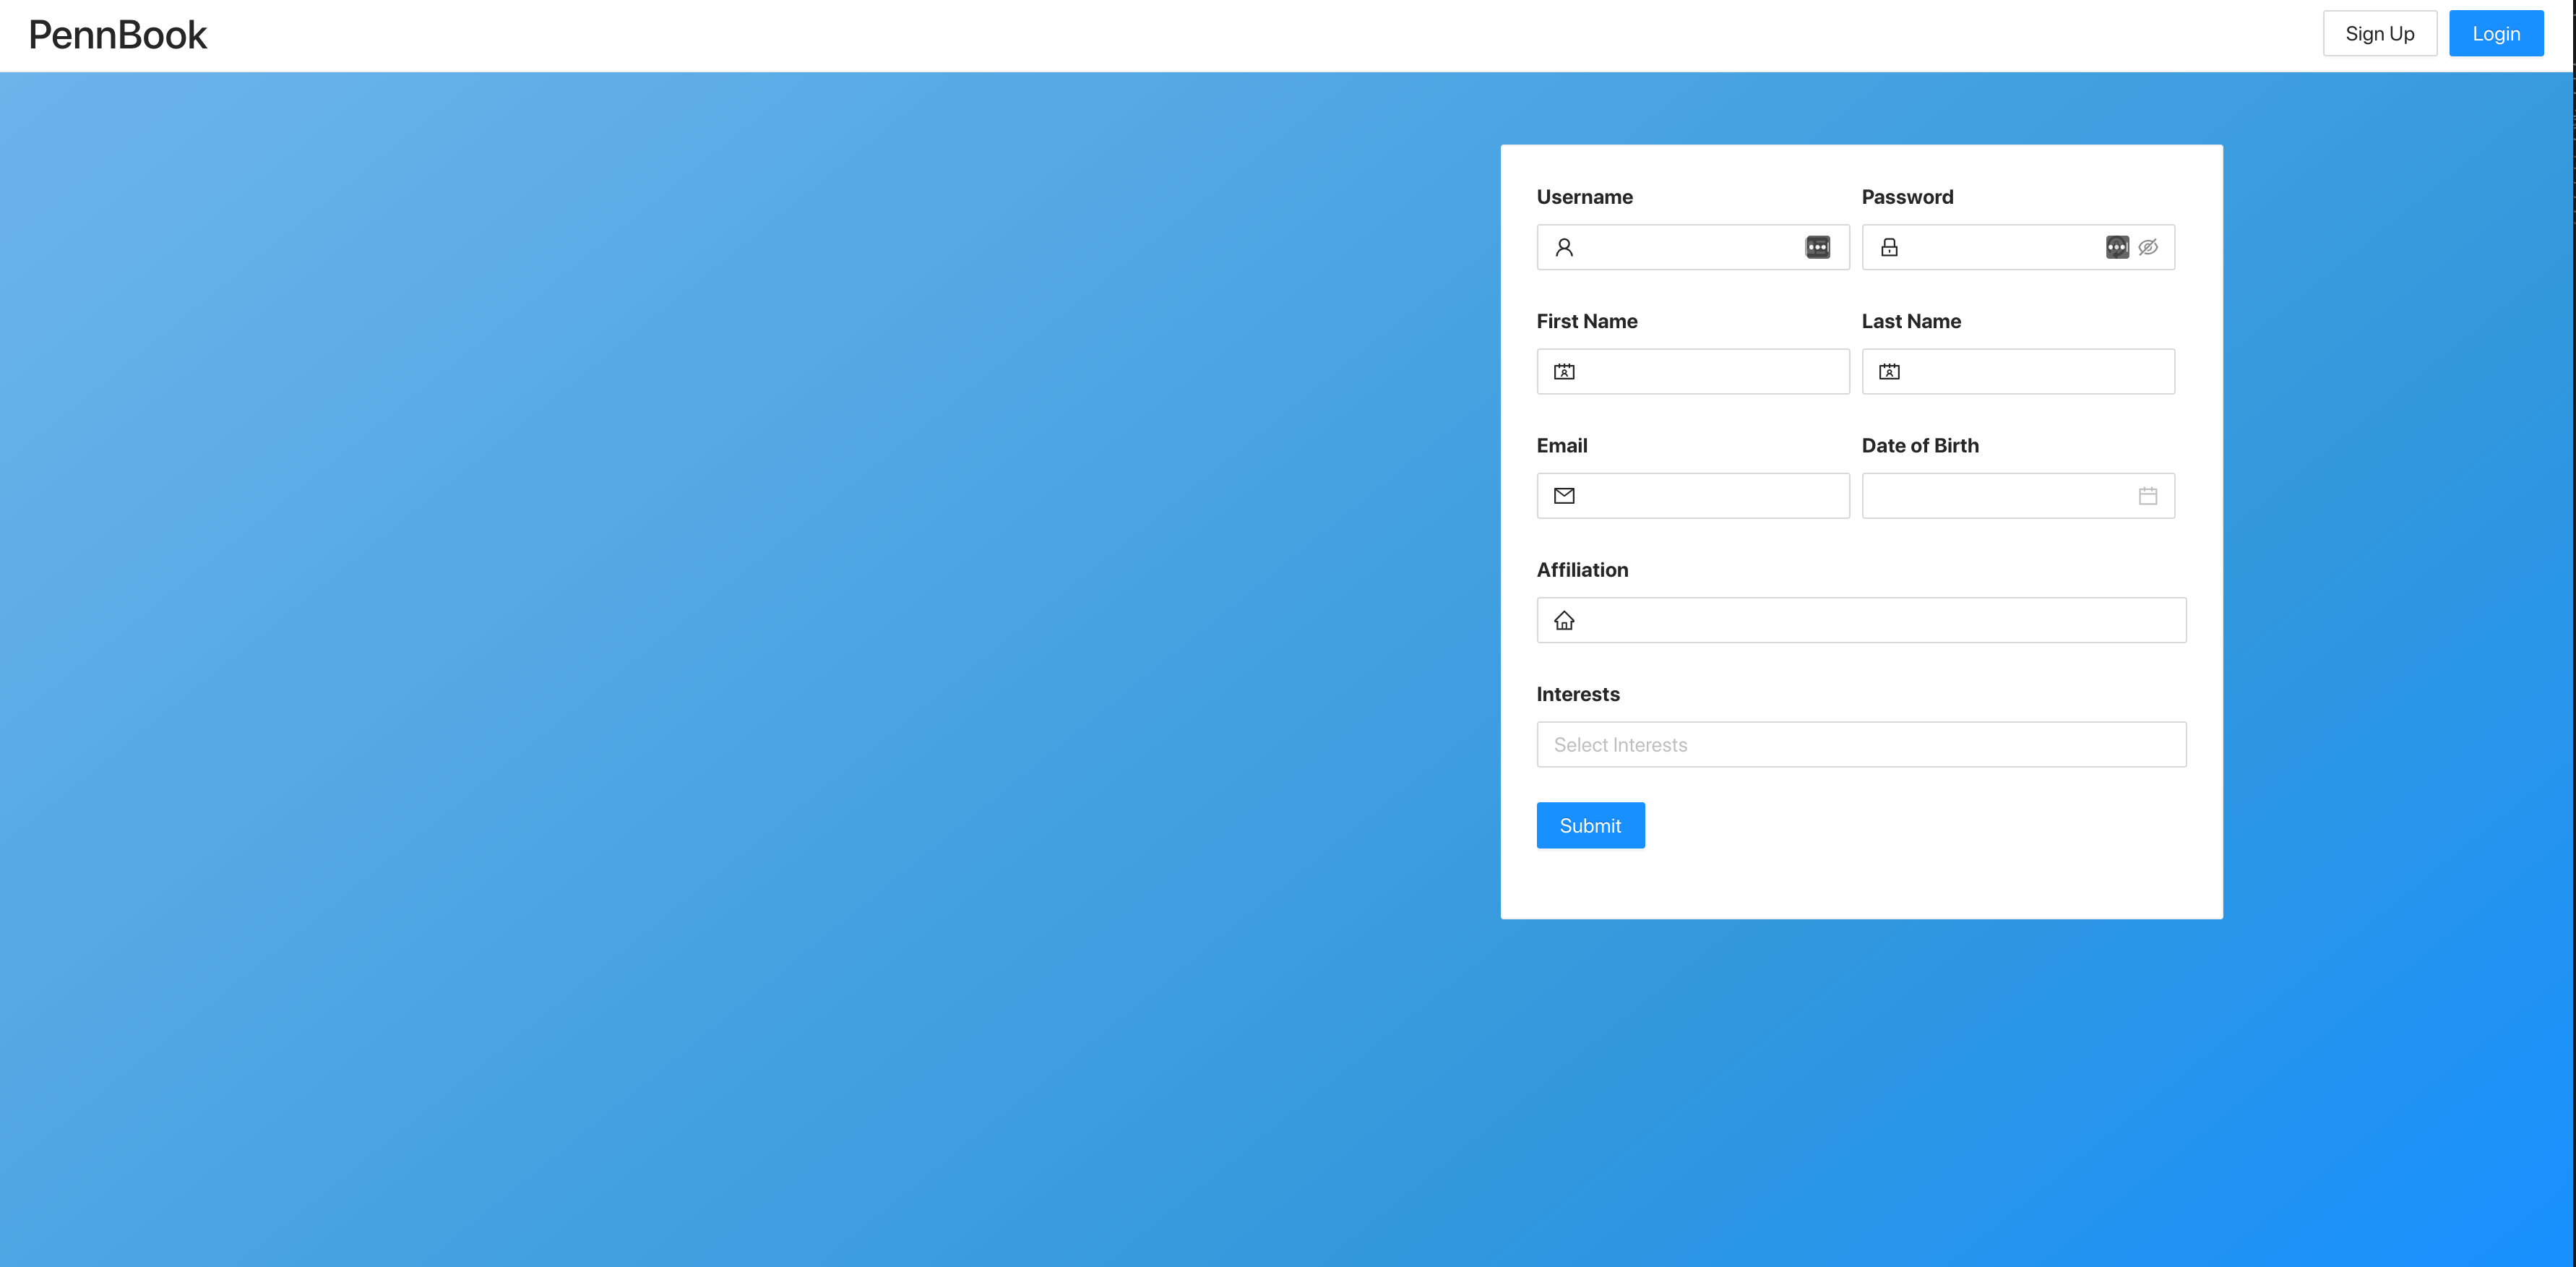 PennBook
Sign Up
Login
Username
Password
First Name
Last Name
Email
Date of Birth
Affiliation
Interests
Select Interests
Submit